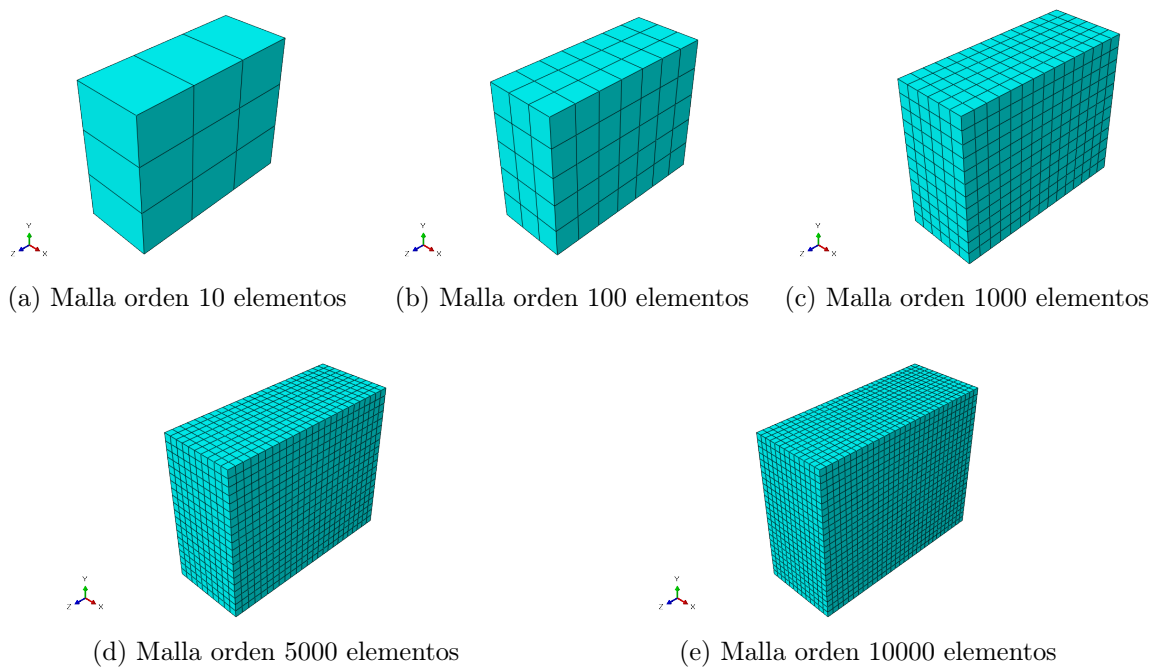 Y
Z X
Y
Z X
Y
Z X
(a) Malla orden 10 elementos
(b) Malla orden 100 elementos
(c) Malla orden 1000 elementos
Y
Z X
Y
Z X
(d) Malla orden 5000 elementos
(e) Malla orden 10000 elementos